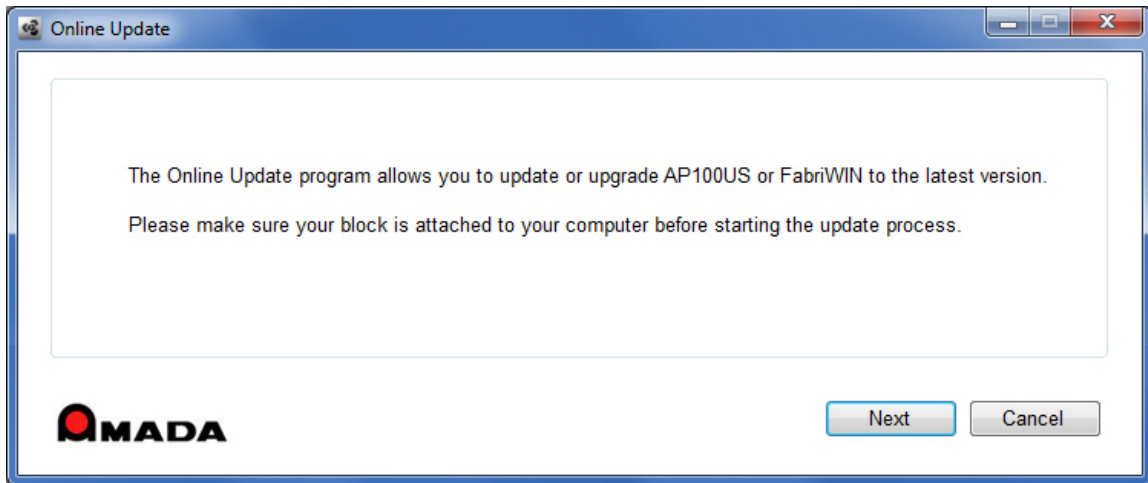 Online Update
The Online Update program allows you to update or upgrade AP100US or FabriWIN to the latest version.
Please make sure your block is attached to your computer before starting the update process.
AMADA
Next
Cancel